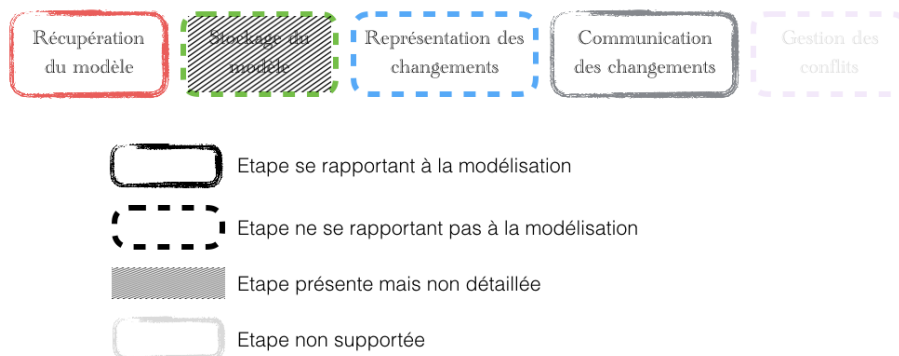 Récupération
du modèle
Stockage du
modèle
Représentation des
changements
Communication
des changements
Gestion des
conflits
Etape se rapportant à la modélisation
Etape ne se rapportant pas à la modélisation
Etape présente mais non détaillée
Etape non supportée